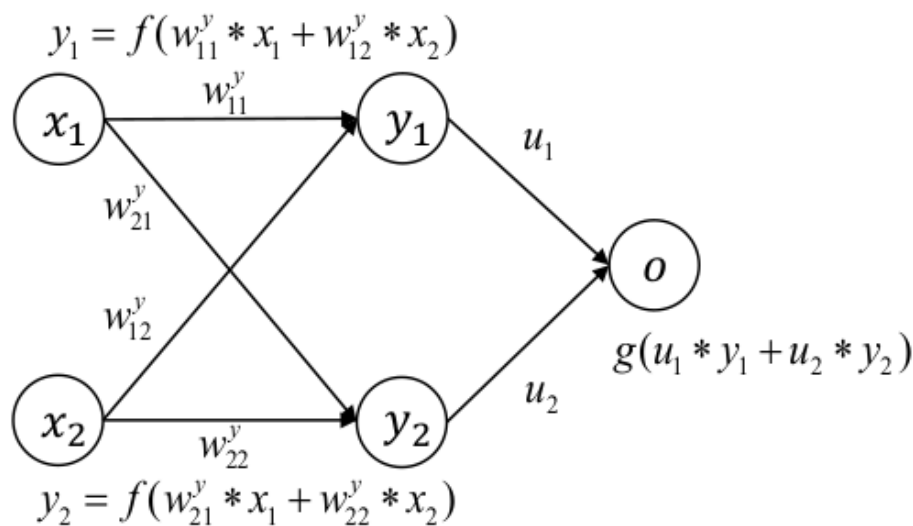 y₁ = f(w₁₁ʸ * x₁ + w₁₂ʸ * x₂)
w₁₁ʸ
x₁
y₁
u₁
w₂₁ʸ
o
w₁₂ʸ
g(u₁ * y₁ + u₂ * y₂)
u₂
x₂
y₂
w₂₂ʸ
y₂ = f(w₂₁ʸ * x₁ + w₂₂ʸ * x₂)